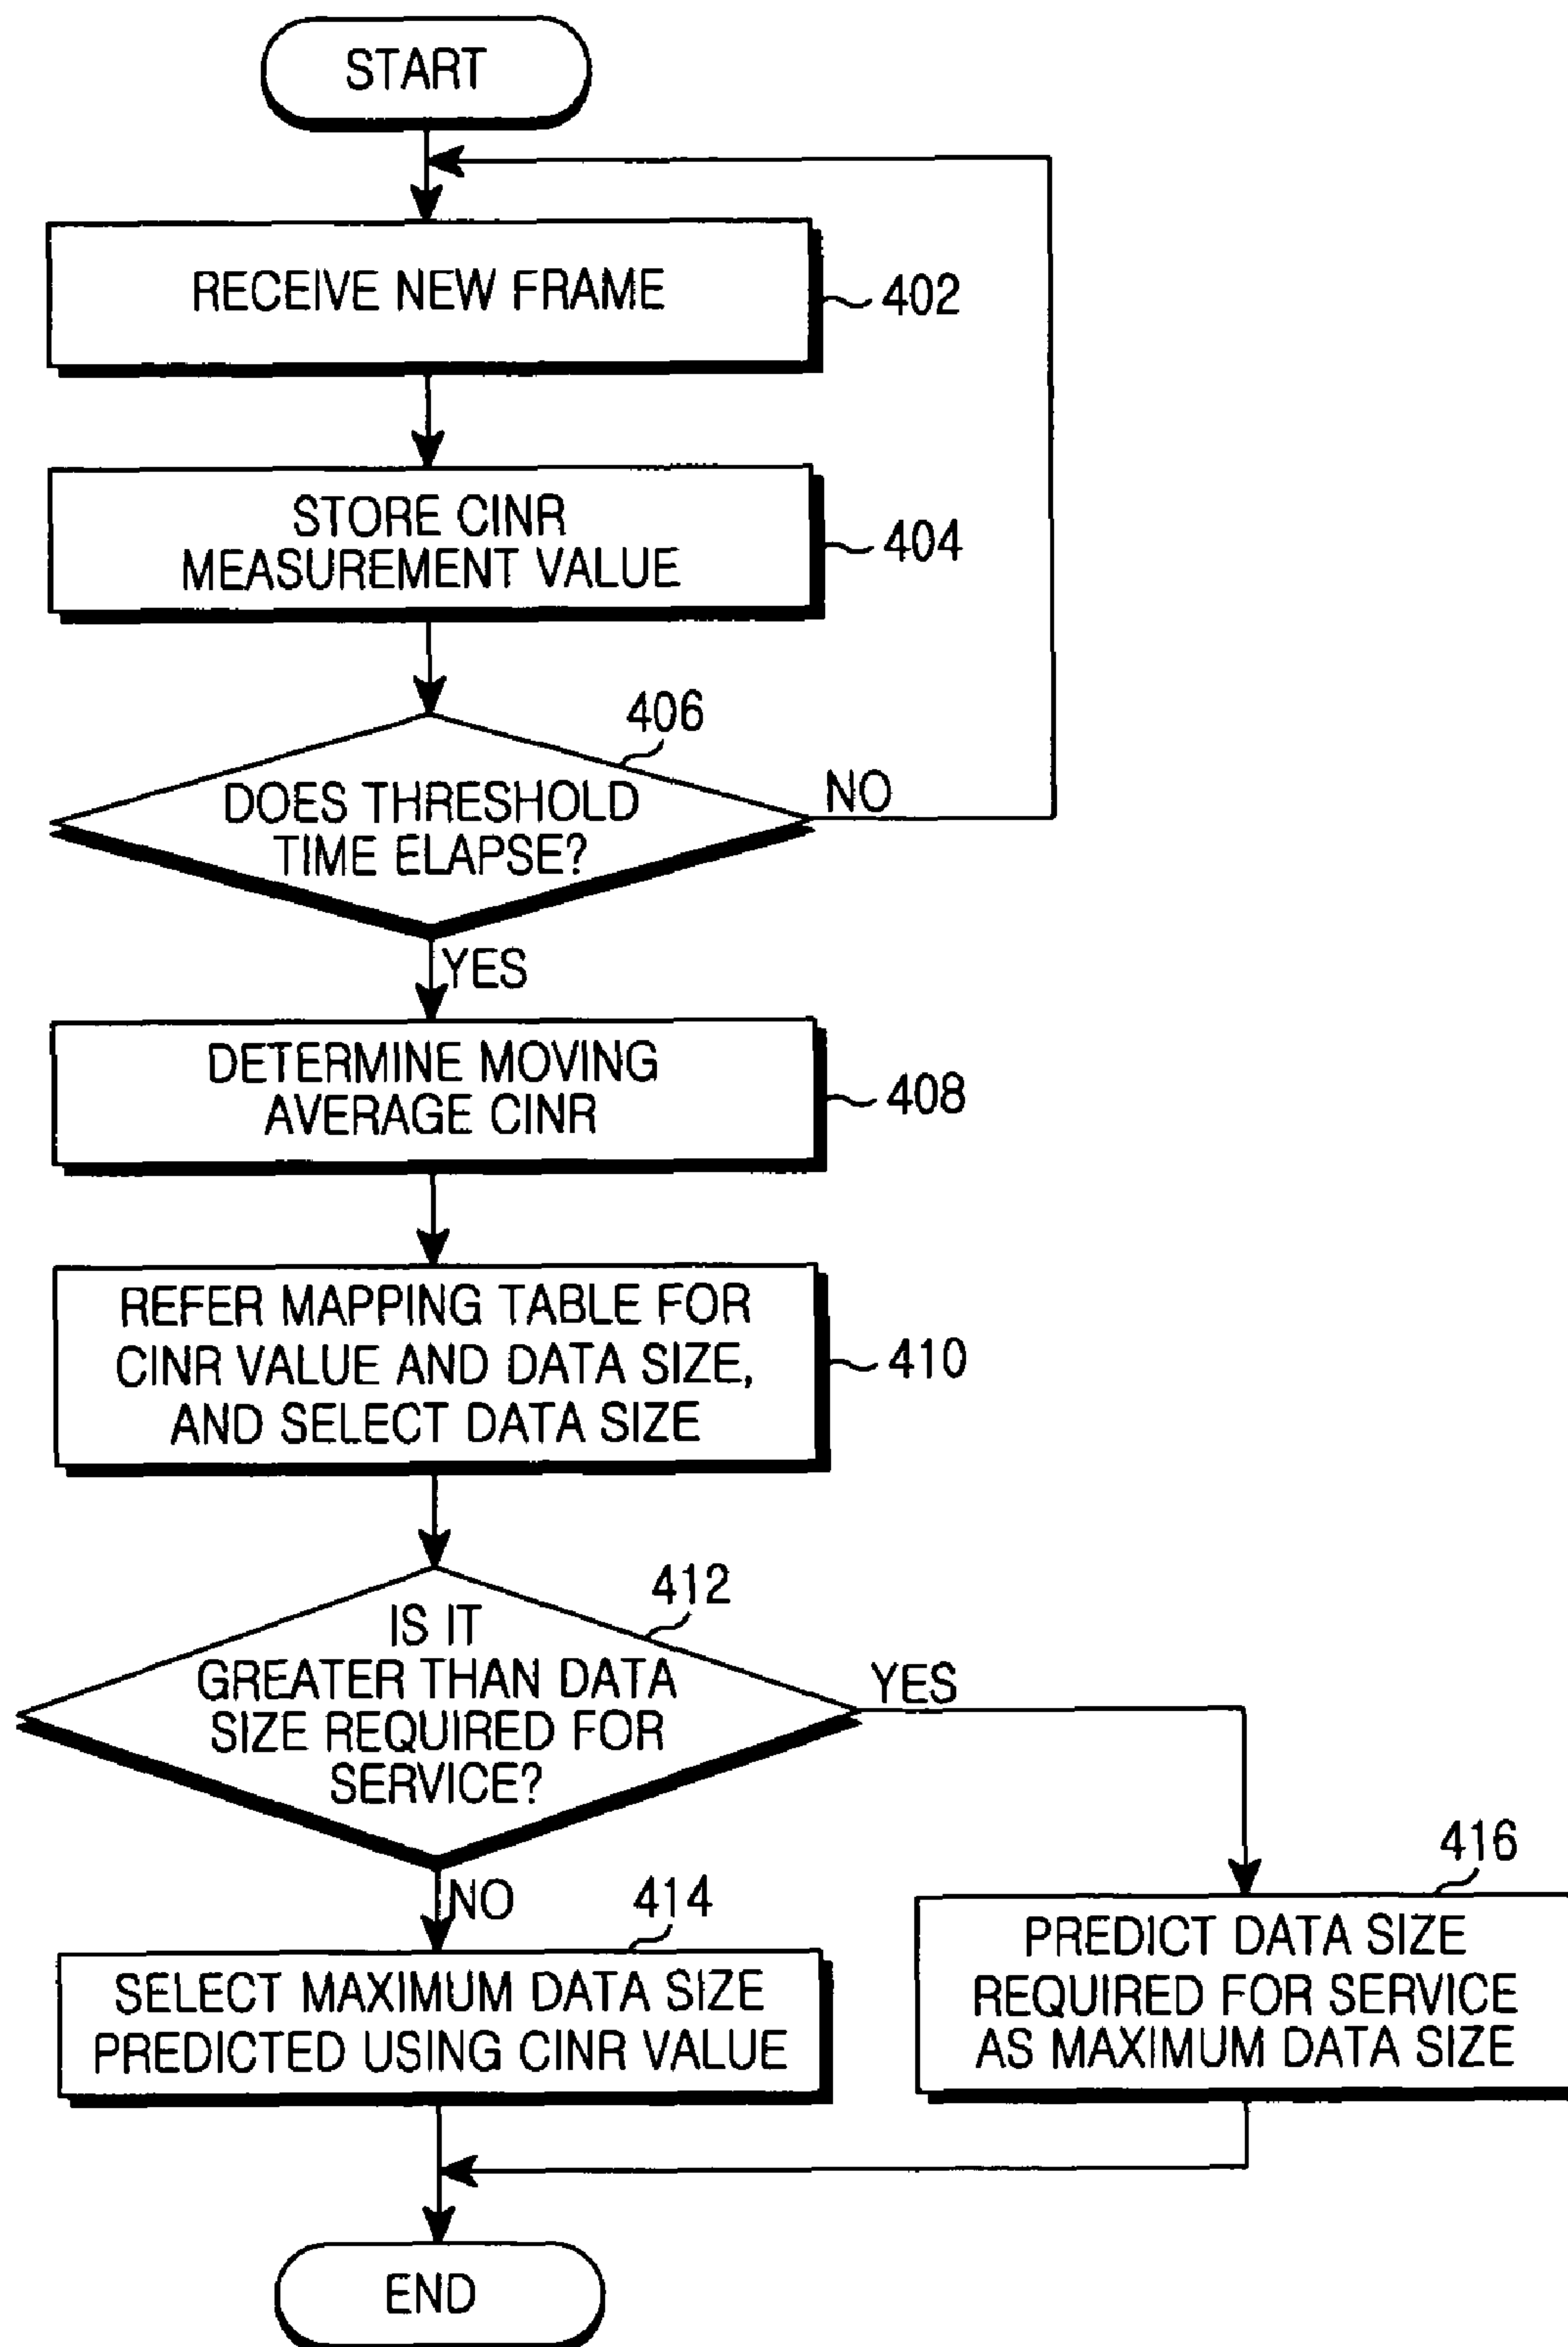 START
RECEIVE NEW FRAME
402
STORE CINR
MEASUREMENT VALUE
404
406
DOES THRESHOLD
TIME ELAPSE?
NO
YES
DETERMINE MOVING
AVERAGE CINR
408
REFER MAPPING TABLE FOR
CINR VALUE AND DATA SIZE,
AND SELECT DATA SIZE
410
412
IS IT
GREATER THAN DATA
SIZE REQUIRED FOR
SERVICE?
YES
NO
414
SELECT MAXIMUM DATA SIZE
PREDICTED USING CINR VALUE
416
PREDICT DATA SIZE
REQUIRED FOR SERVICE
AS MAXIMUM DATA SIZE
END